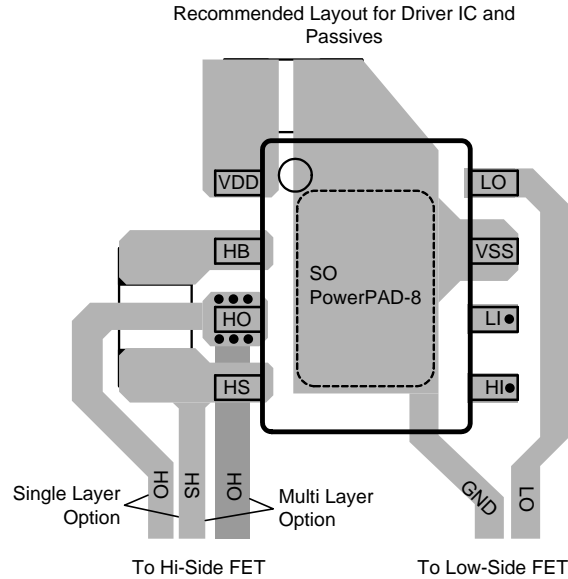 Recommended Layout for Driver IC and
Passives
VDD
LO
HB
VSS
SO
PowerPAD-8
HO
LI
HS
HI
HO
HS
HO
GND
LO
Single Layer
Option
Multi Layer
Option
To Hi-Side FET
To Low-Side FET